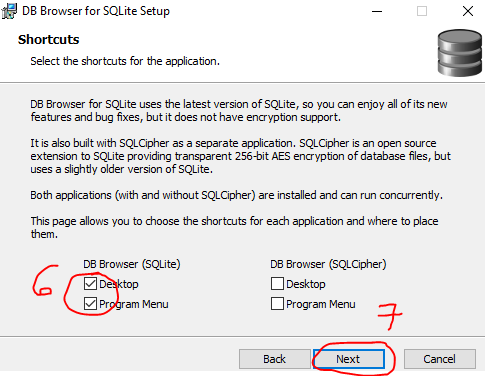 DB Browser for SQLite Setup
Shortcuts
Select the shortcuts for the application.
DB Browser for SQLite uses the latest version of SQLite, so you can enjoy all of its new
features and bug fixes, but it does not have encryption support.
It is also built with SQLCipher as a separate application. SQLCipher is an open source
extension to SQLite providing transparent 256-bit AES encryption of database files, but
uses a slightly older version of SQLite.
Both applications (with and without SQLCipher) are installed and can run concurrently.
This page allows you to choose the shortcuts for each application and where to place
them.
DB Browser (SQLite) DB Browser (SQLCipher)
6 Desktop Desktop
Program Menu Program Menu
7
Back Next Cancel